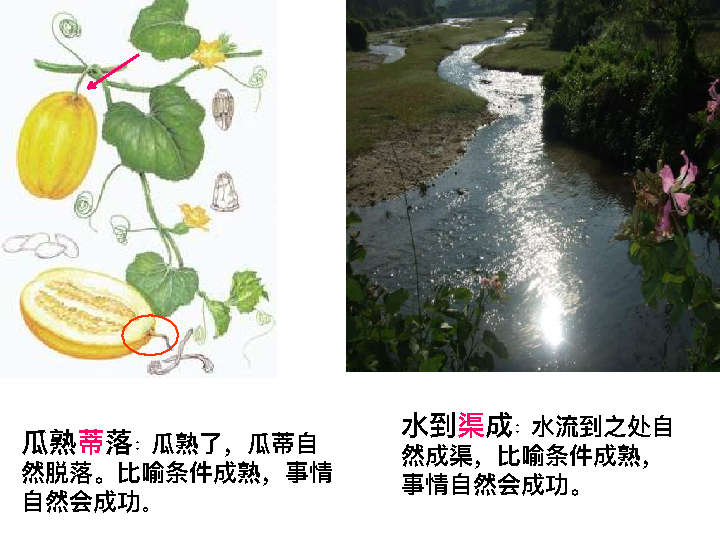 瓜熟蒂落：瓜熟了，瓜蒂自
然脱落。比喻条件成熟，事情
自然会成功。
水到渠成：水流到之处自
然成渠，比喻条件成熟，
事情自然会成功。